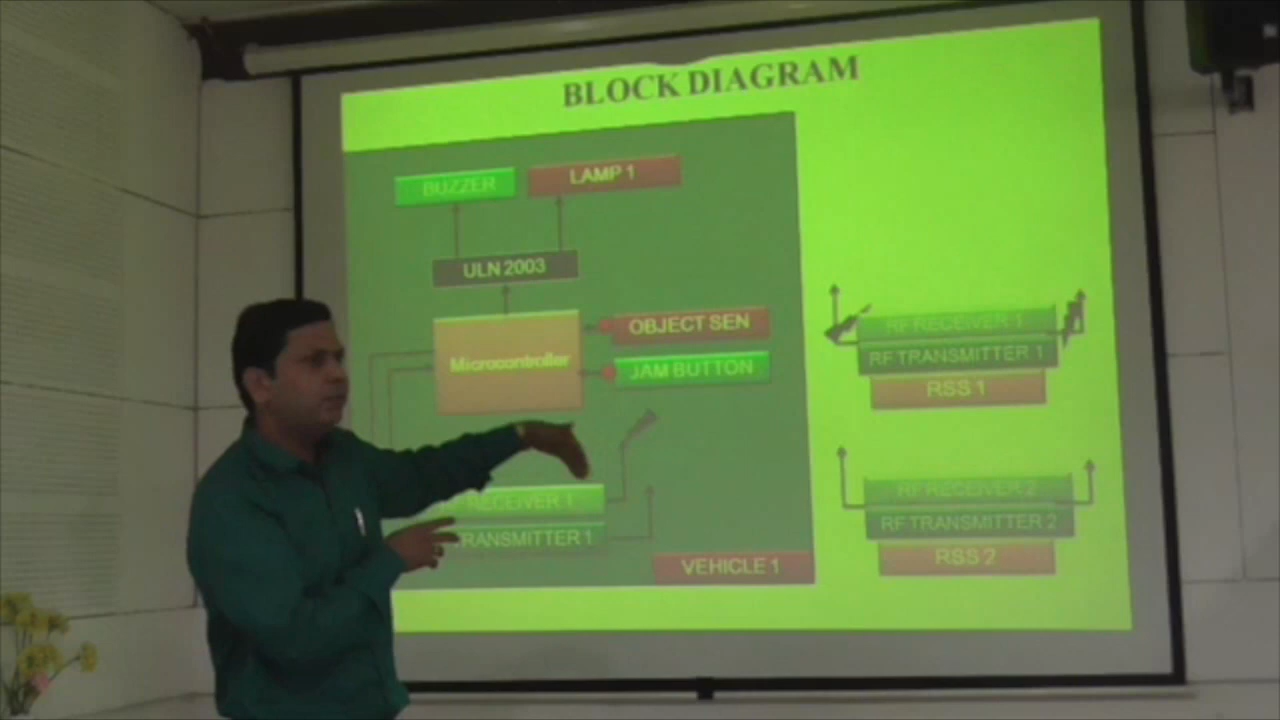 BLOCK DIAGRAM
BUZZER
LAMP 1
ULN 2003
Microcontroller
OBJECT SEN
JAM BUTTON
RECEIVER 1
TRANSMITTER 1
VEHICLE 1
RF RECEIVER 1
RF TRANSMITTER 1
RSS 1
RF RECEIVER 2
RF TRANSMITTER 2
RSS 2